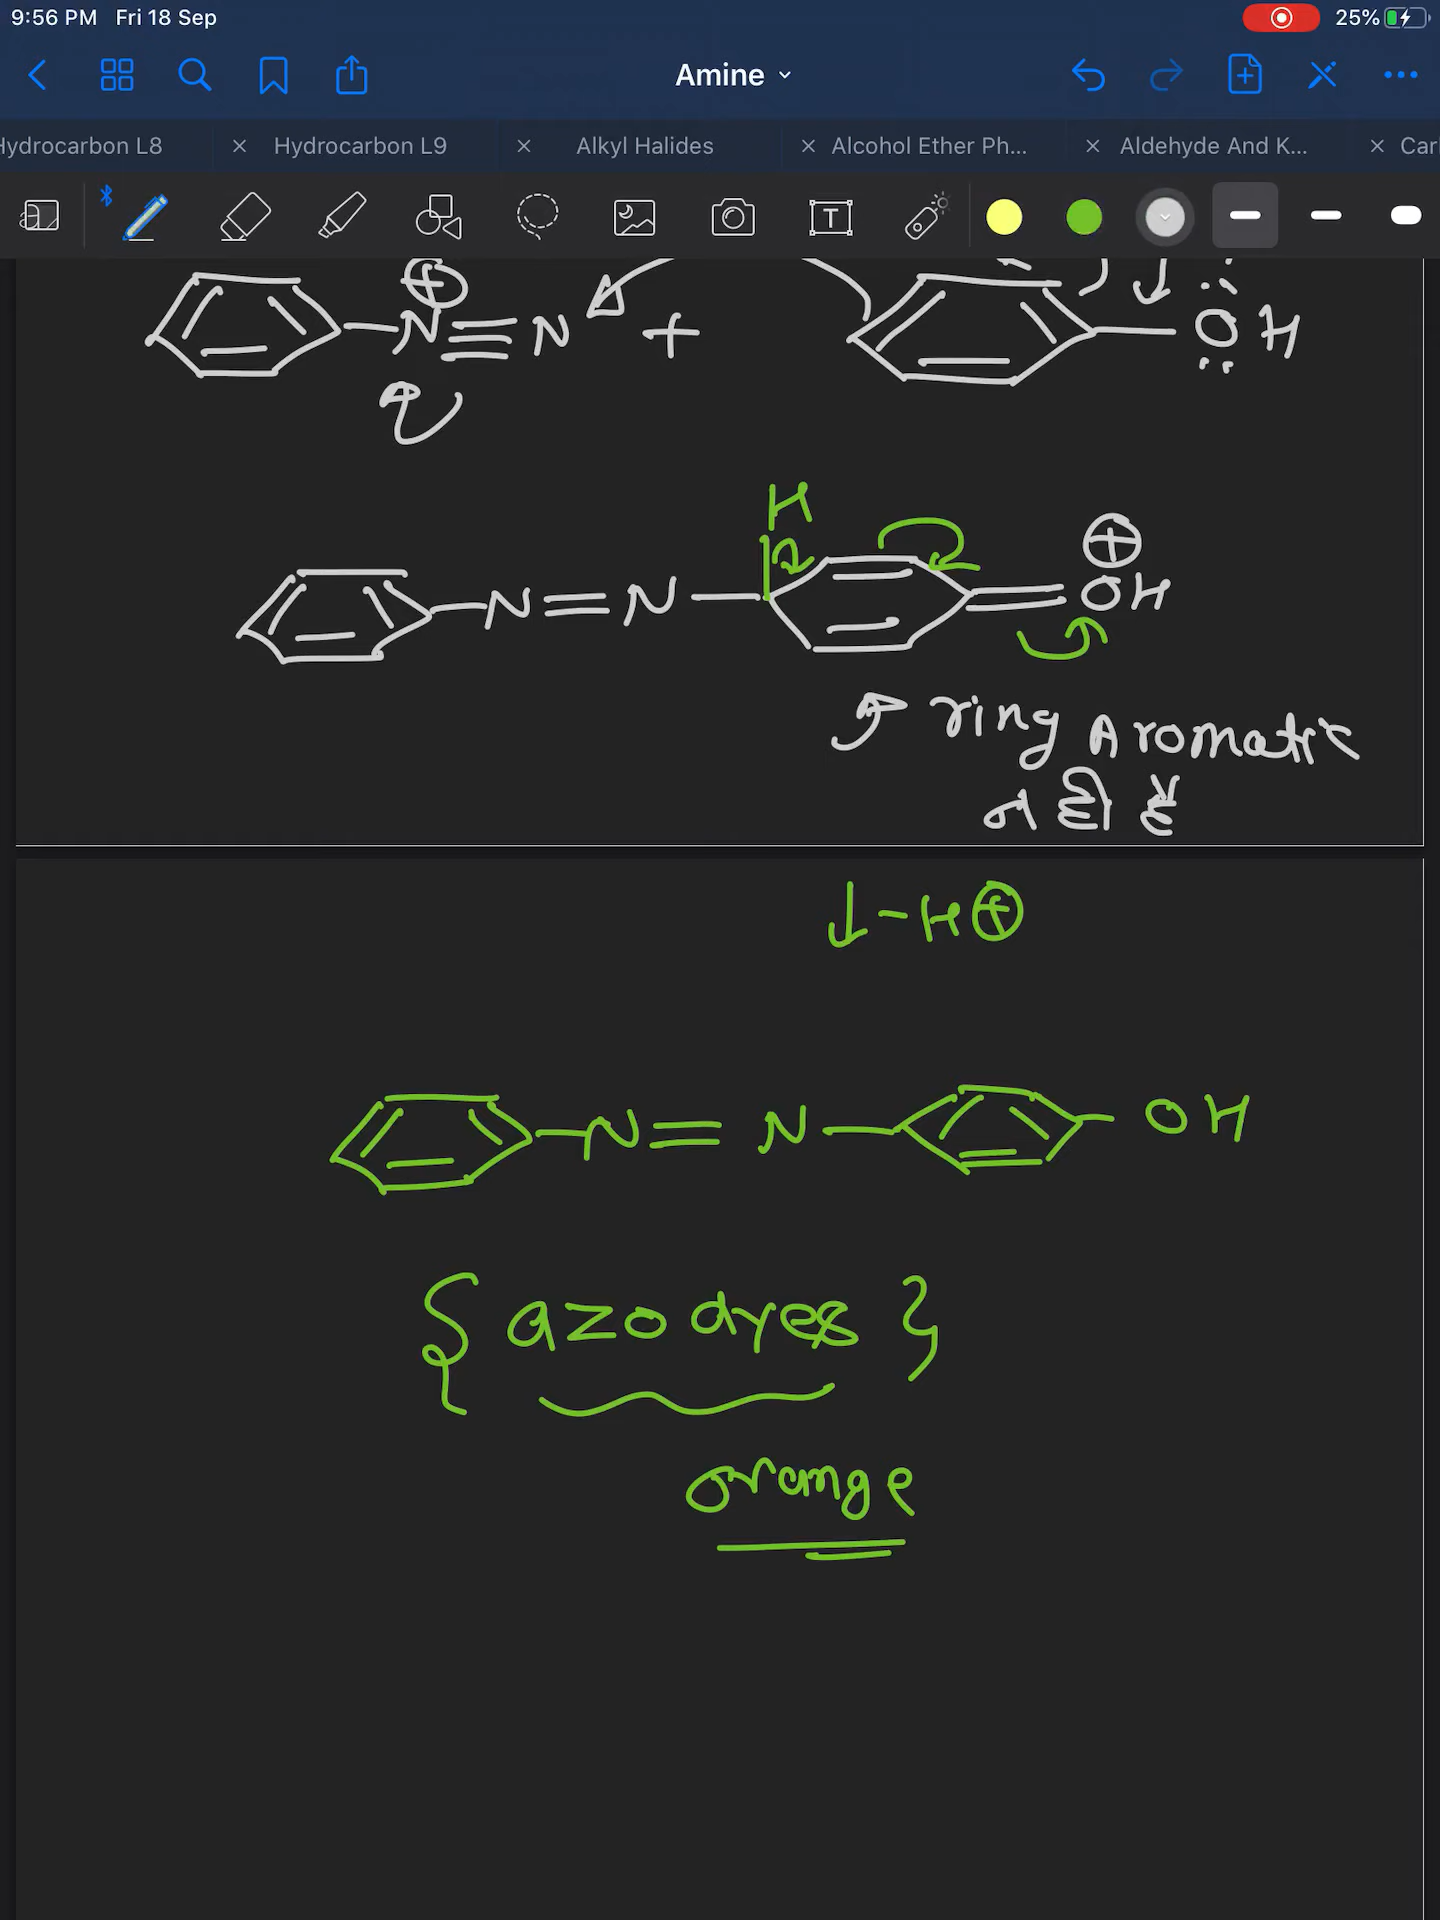 9:56 PM Fri 18 Sep 25%
Amine
Hydrocarbon L8 × Hydrocarbon L9 × Alkyl Halides × Alcohol Ether Ph... × Aldehyde And K... × Car
T
⊕
N≡N + OH
H
⊕
N=N OH
ring Aromatic
नही है
↓-H⊕
N=N OH
{azo dyes}
orange